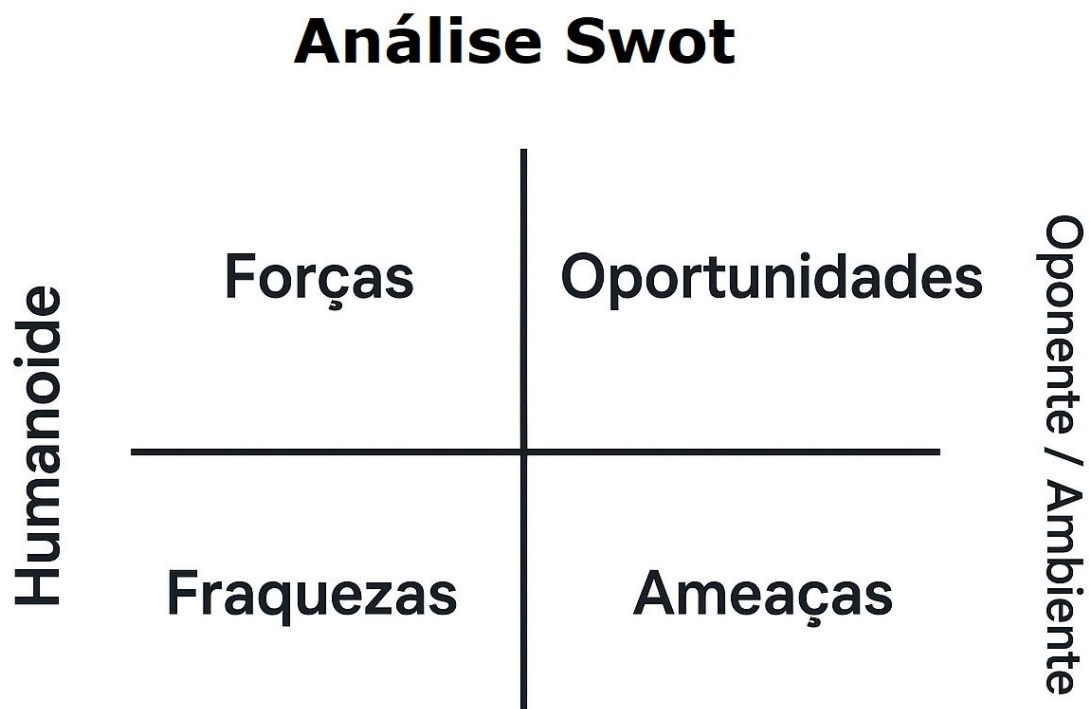 Análise Swot
Humanoide
Forças
Oportunidades
Fraquezas
Ameaças
Oponente / Ambiente